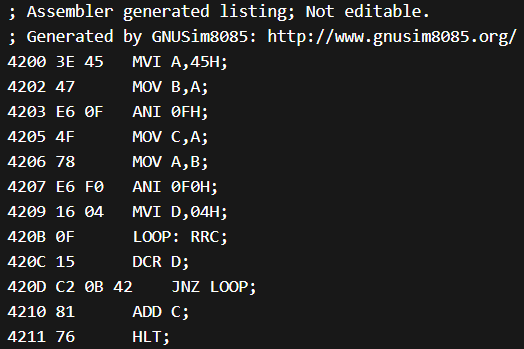 ; Assembler generated listing; Not editable.
; Generated by GNUSim8085: http://www.gnusim8085.org/
4200 3E 45   MVI A,45H;
4202 47      MOV B,A;
4203 E6 0F   ANI 0FH;
4205 4F      MOV C,A;
4206 78      MOV A,B;
4207 E6 F0   ANI 0F0H;
4209 16 04   MVI D,04H;
420B 0F      LOOP: RRC;
420C 15      DCR D;
420D C2 0B 42    JNZ LOOP;
4210 81      ADD C;
4211 76      HLT;